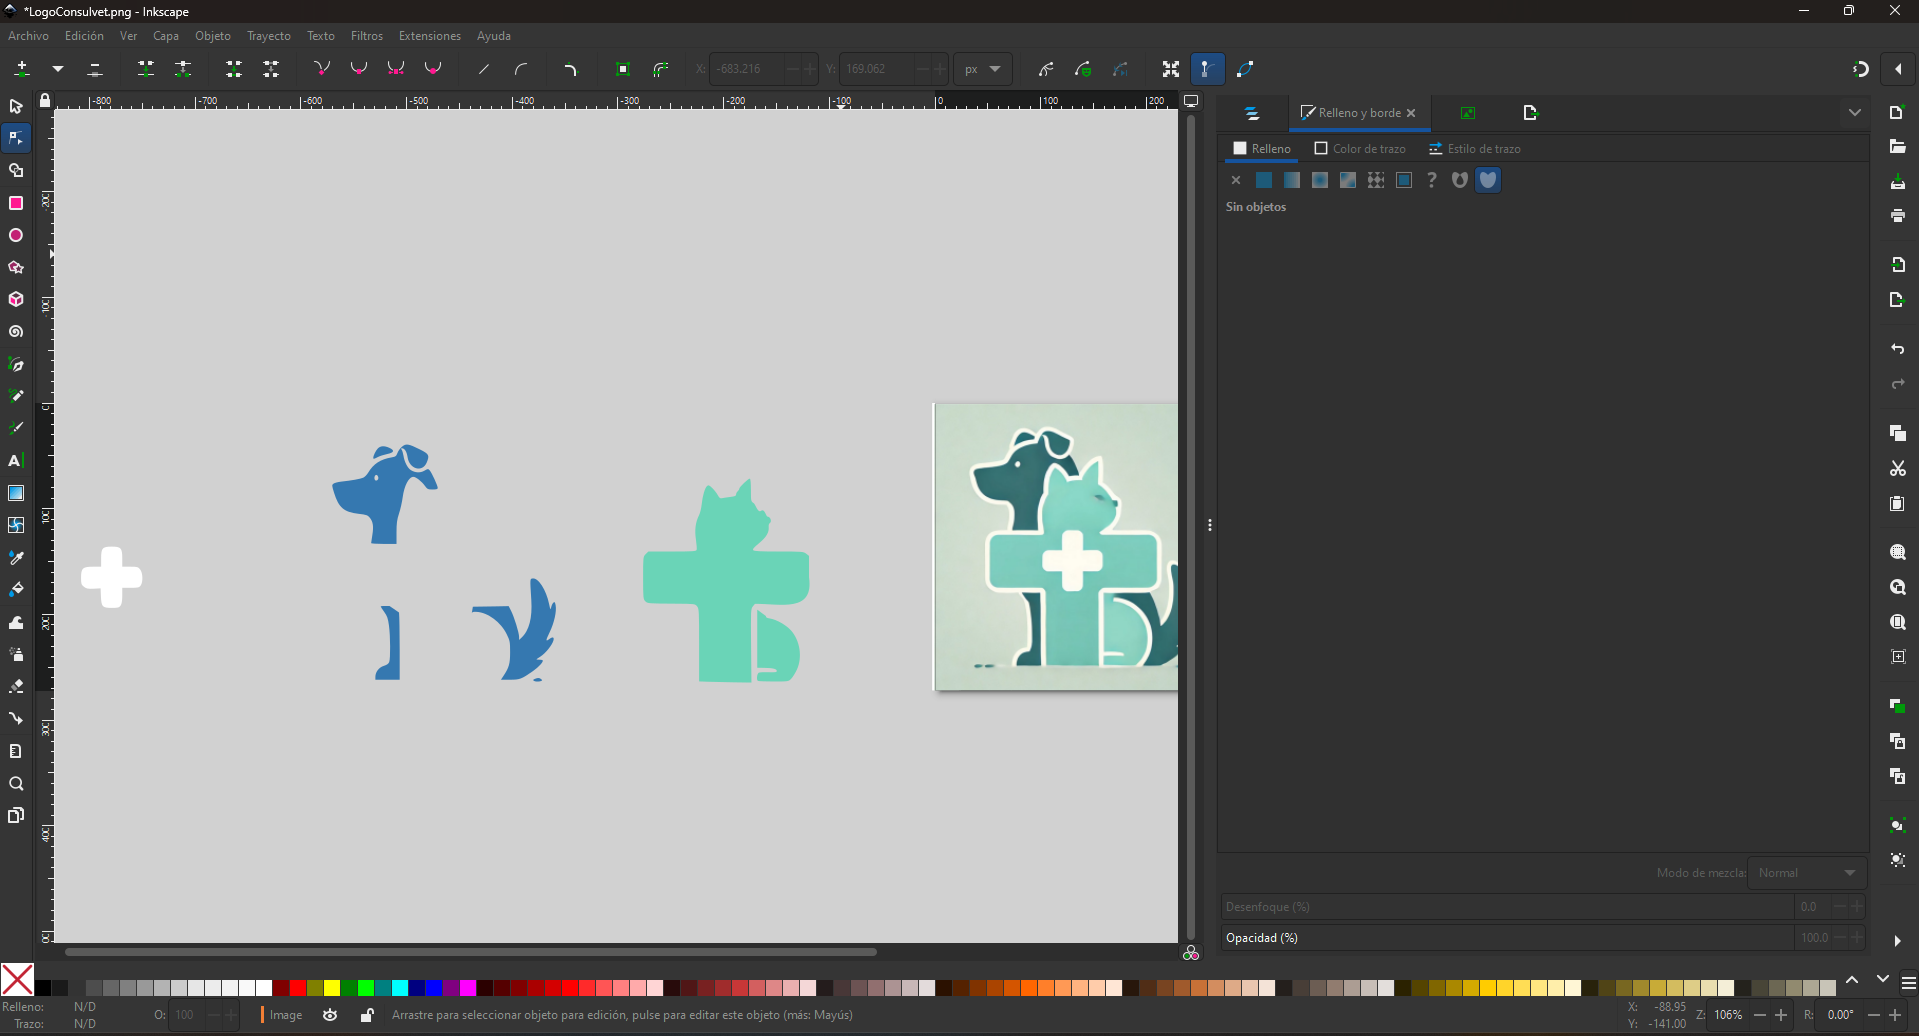 *LogoConsulvet.png - Inkscape
Archivo Edición Ver Capa Objeto Trayecto Texto Filtros Extensiones Ayuda
X: -683.216 Y: 169.062 px
-800 -700 -600 -500 -400 -300 -200 -100 0 100 200
Relleno y borde
Relleno Color de trazo Estilo de trazo
Sin objetos
Modo de mezcla: Normal
Desenfoque (%) 0.0
Opacidad (%) 100.0
Relleno: N/D
Trazo: N/D
O: 100
Image
Arrastre para seleccionar objeto para edición, pulse para editar este objeto (más: Mayús)
X: -88.95
Y: -141.00
Z: 106%
R: 0.00°